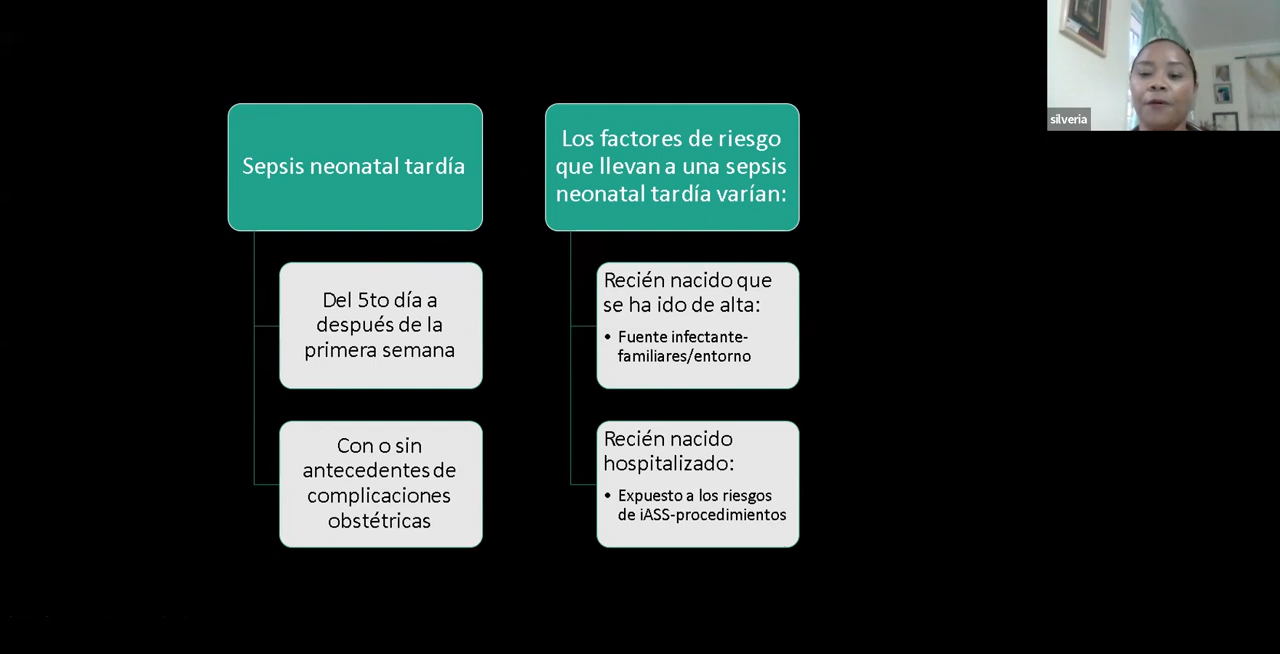 Sepsis neonatal tardía
Del 5to día a
después de la
primera semana
Con o sin
antecedentes de
complicaciones
obstétricas
Los factores de riesgo
que llevan a una sepsis
neonatal tardía varían:
Recién nacido que
se ha ido de alta:
• Fuente infectante-
familiares/entorno
Recién nacido
hospitalizado:
• Expuesto a los riesgos
de iASS-procedimientos
silveria